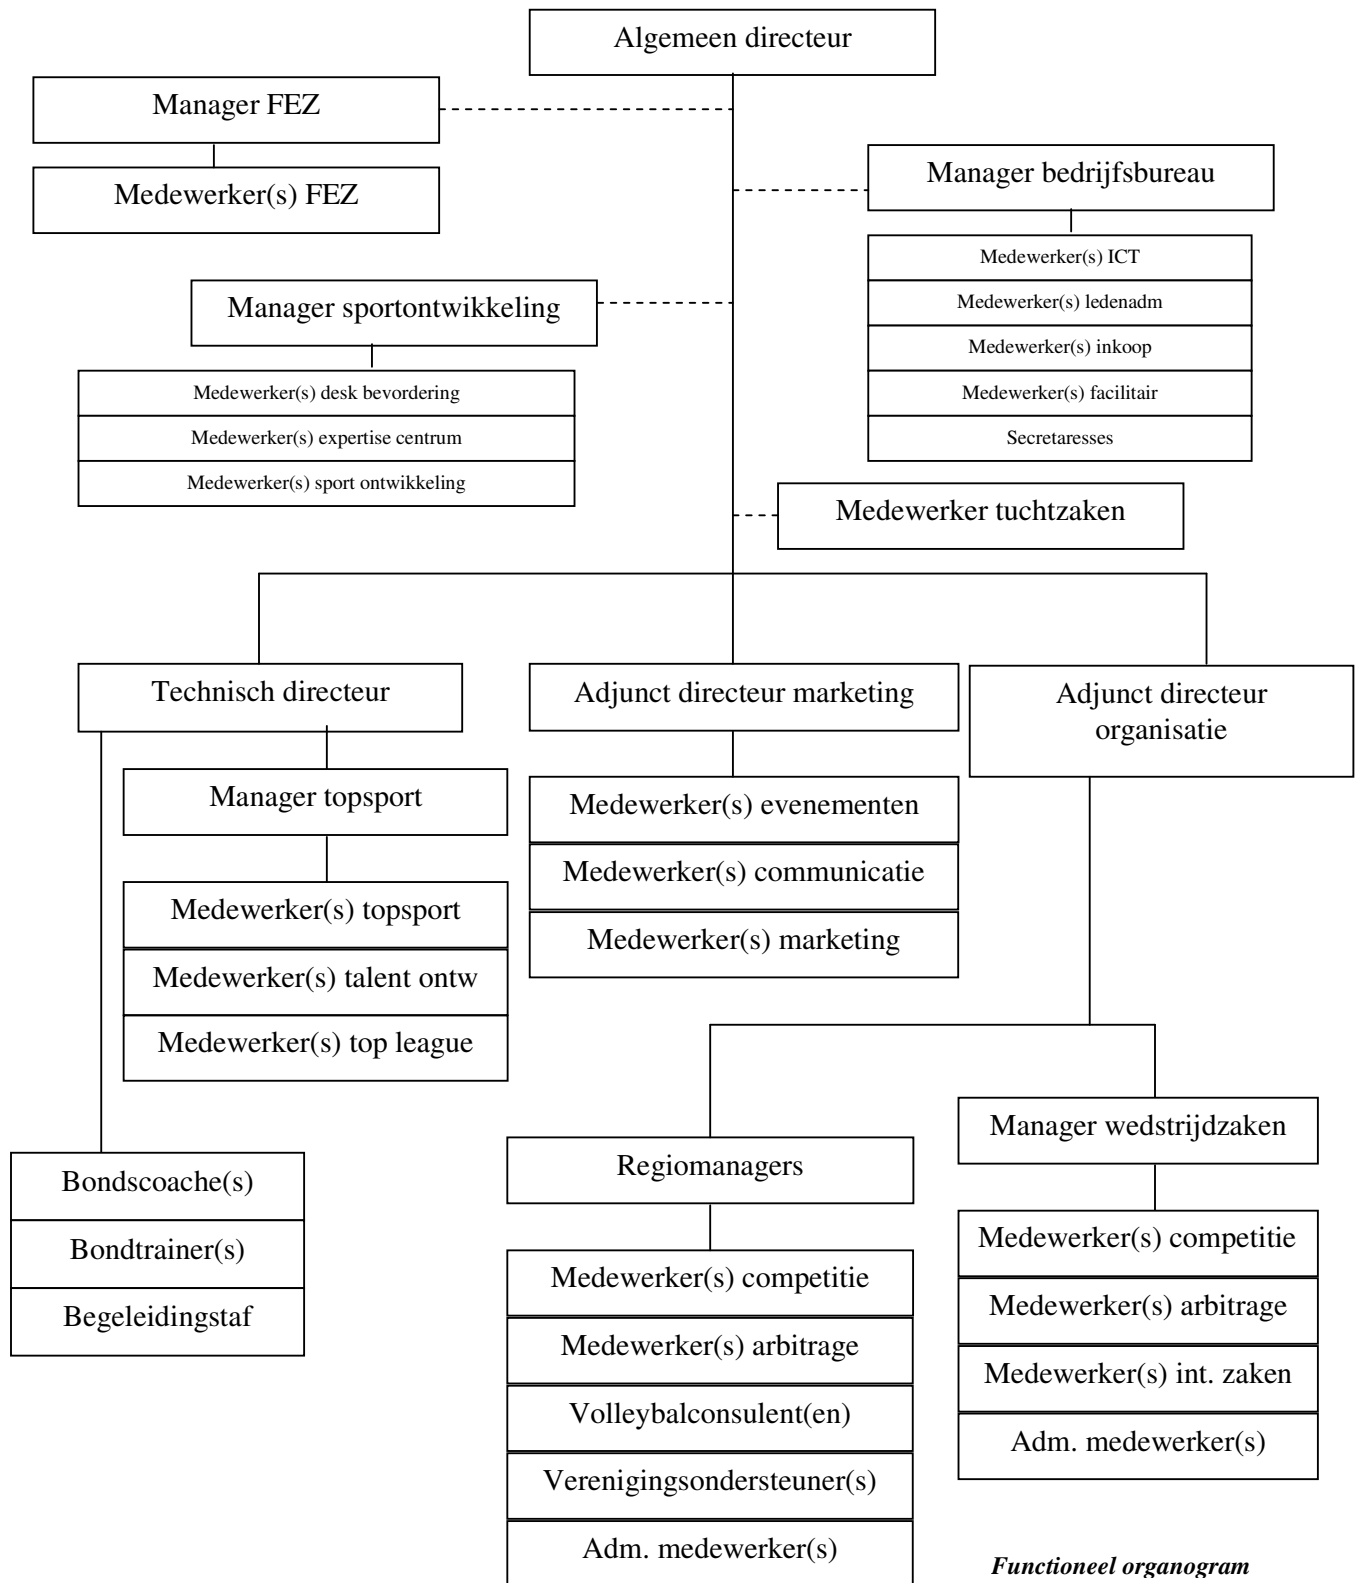 Algemeen directeur
Manager FEZ
Medewerker(s) FEZ
Manager bedrijfsbureau
Medewerker(s) ICT
Medewerker(s) ledenadm
Medewerker(s) inkoop
Medewerker(s) facilitair
Secretaresses
Manager sportontwikkeling
Medewerker(s) desk bevordering
Medewerker(s) expertise centrum
Medewerker(s) sport ontwikkeling
Medewerker tuchtzaken
Technisch directeur
Manager topsport
Medewerker(s) topsport
Medewerker(s) talent ontw
Medewerker(s) top league
Bondscoache(s)
Bondtrainer(s)
Begeleidingstaf
Adjunct directeur marketing
Medewerker(s) evenementen
Medewerker(s) communicatie
Medewerker(s) marketing
Adjunct directeur
organisatie
Regiomanagers
Medewerker(s) competitie
Medewerker(s) arbitrage
Volleybalconsulent(en)
Verenigingsondersteuner(s)
Adm. medewerker(s)
Manager wedstrijdzaken
Medewerker(s) competitie
Medewerker(s) arbitrage
Medewerker(s) int. zaken
Adm. medewerker(s)
Functioneel organogram